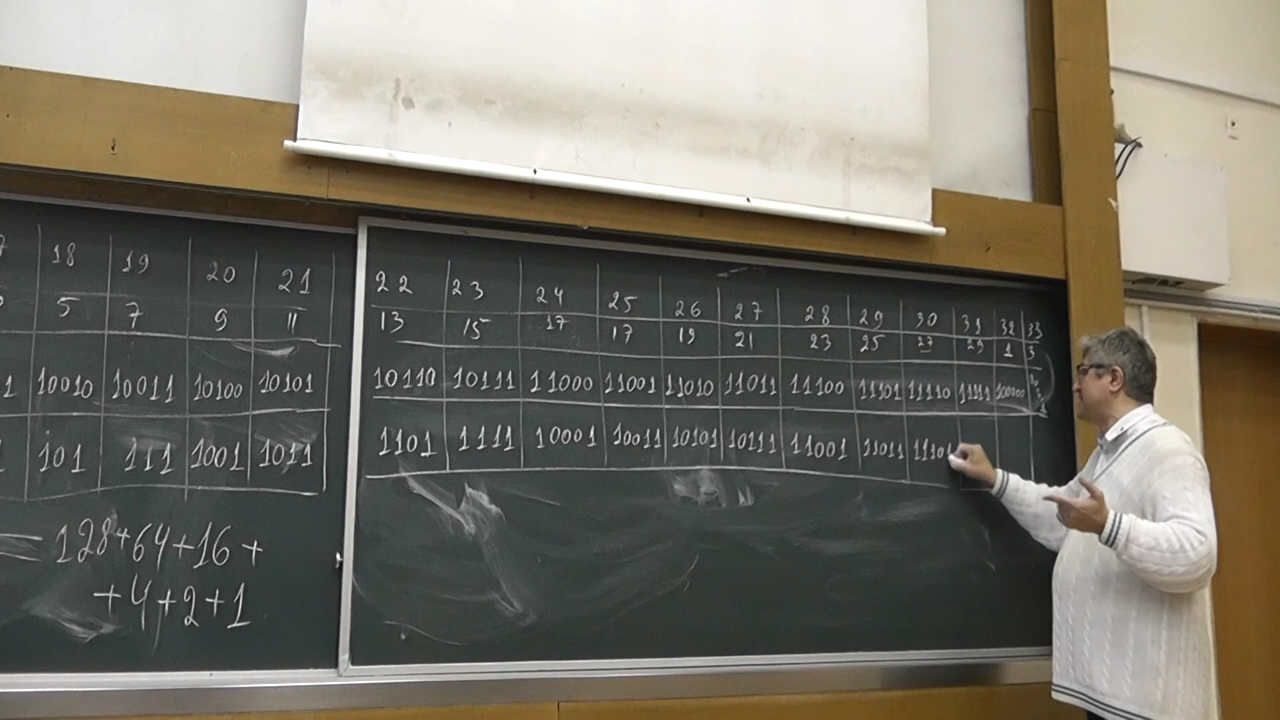 18 19 20 21
5 7 9 11
10010 10011 10100 10101
101 111 1001 1011
= 128+64+16+
+4+2+1
22 23 24 25 26 27 28 29 30 31 32 33
13 15 17 17 19 21 23 25 27 29 1 3
10110 10111 11000 11001 11010 11011 11100 11101 11110 11111 100000
1101 1111 10001 10011 10101 10111 11001 11011 11101